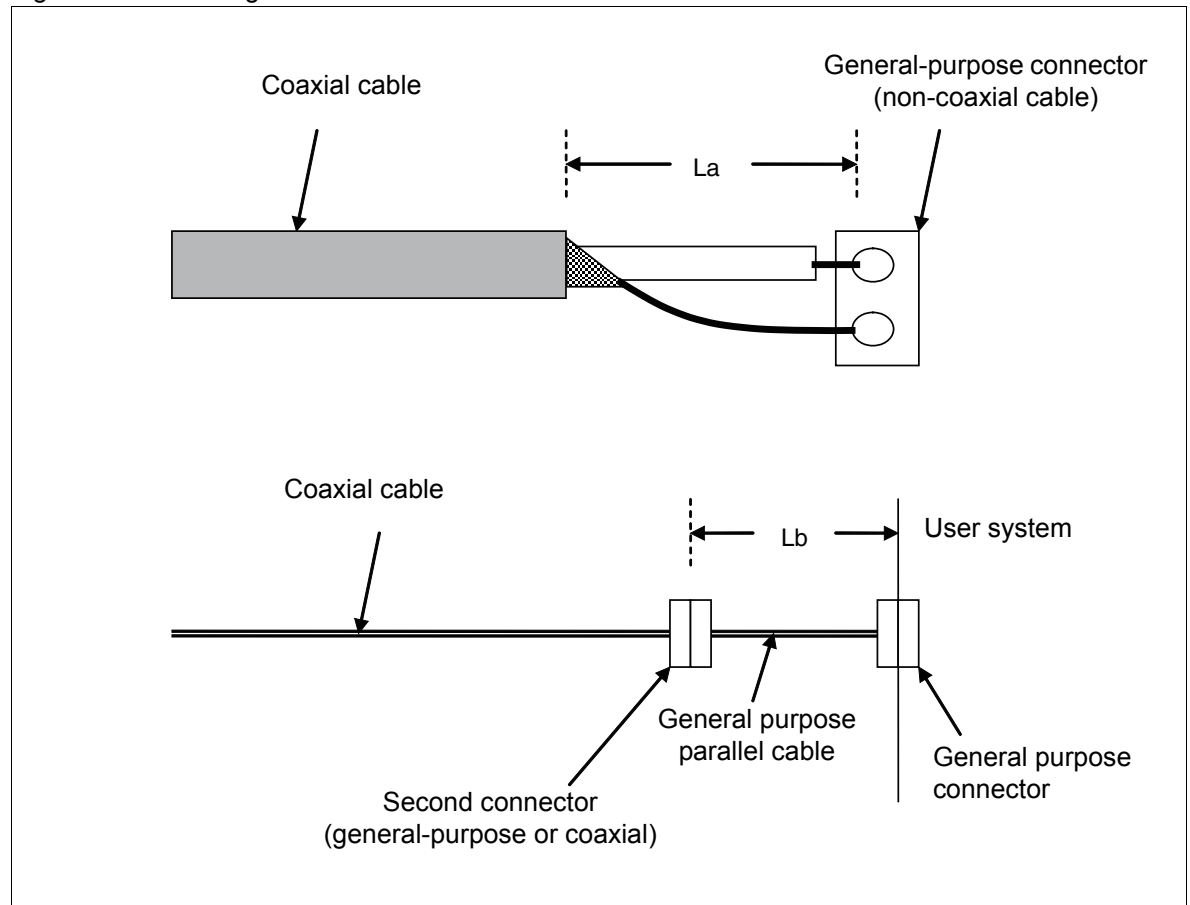 Coaxial cable
General-purpose connector
(non-coaxial cable)
La
Coaxial cable
Lb
User system
General purpose
parallel cable
General purpose
connector
Second connector
(general-purpose or coaxial)